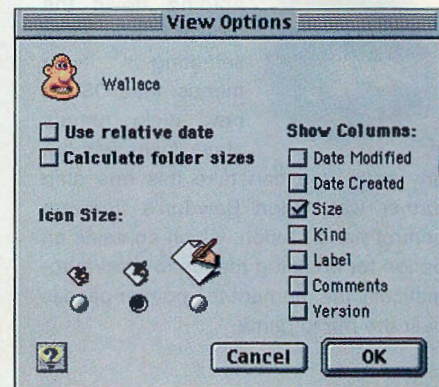 View Options
Wallace
Use relative date
Calculate folder sizes
Icon Size:
Show Columns:
Date Modified
Date Created
Size
Kind
Label
Comments
Version
?
Cancel
OK